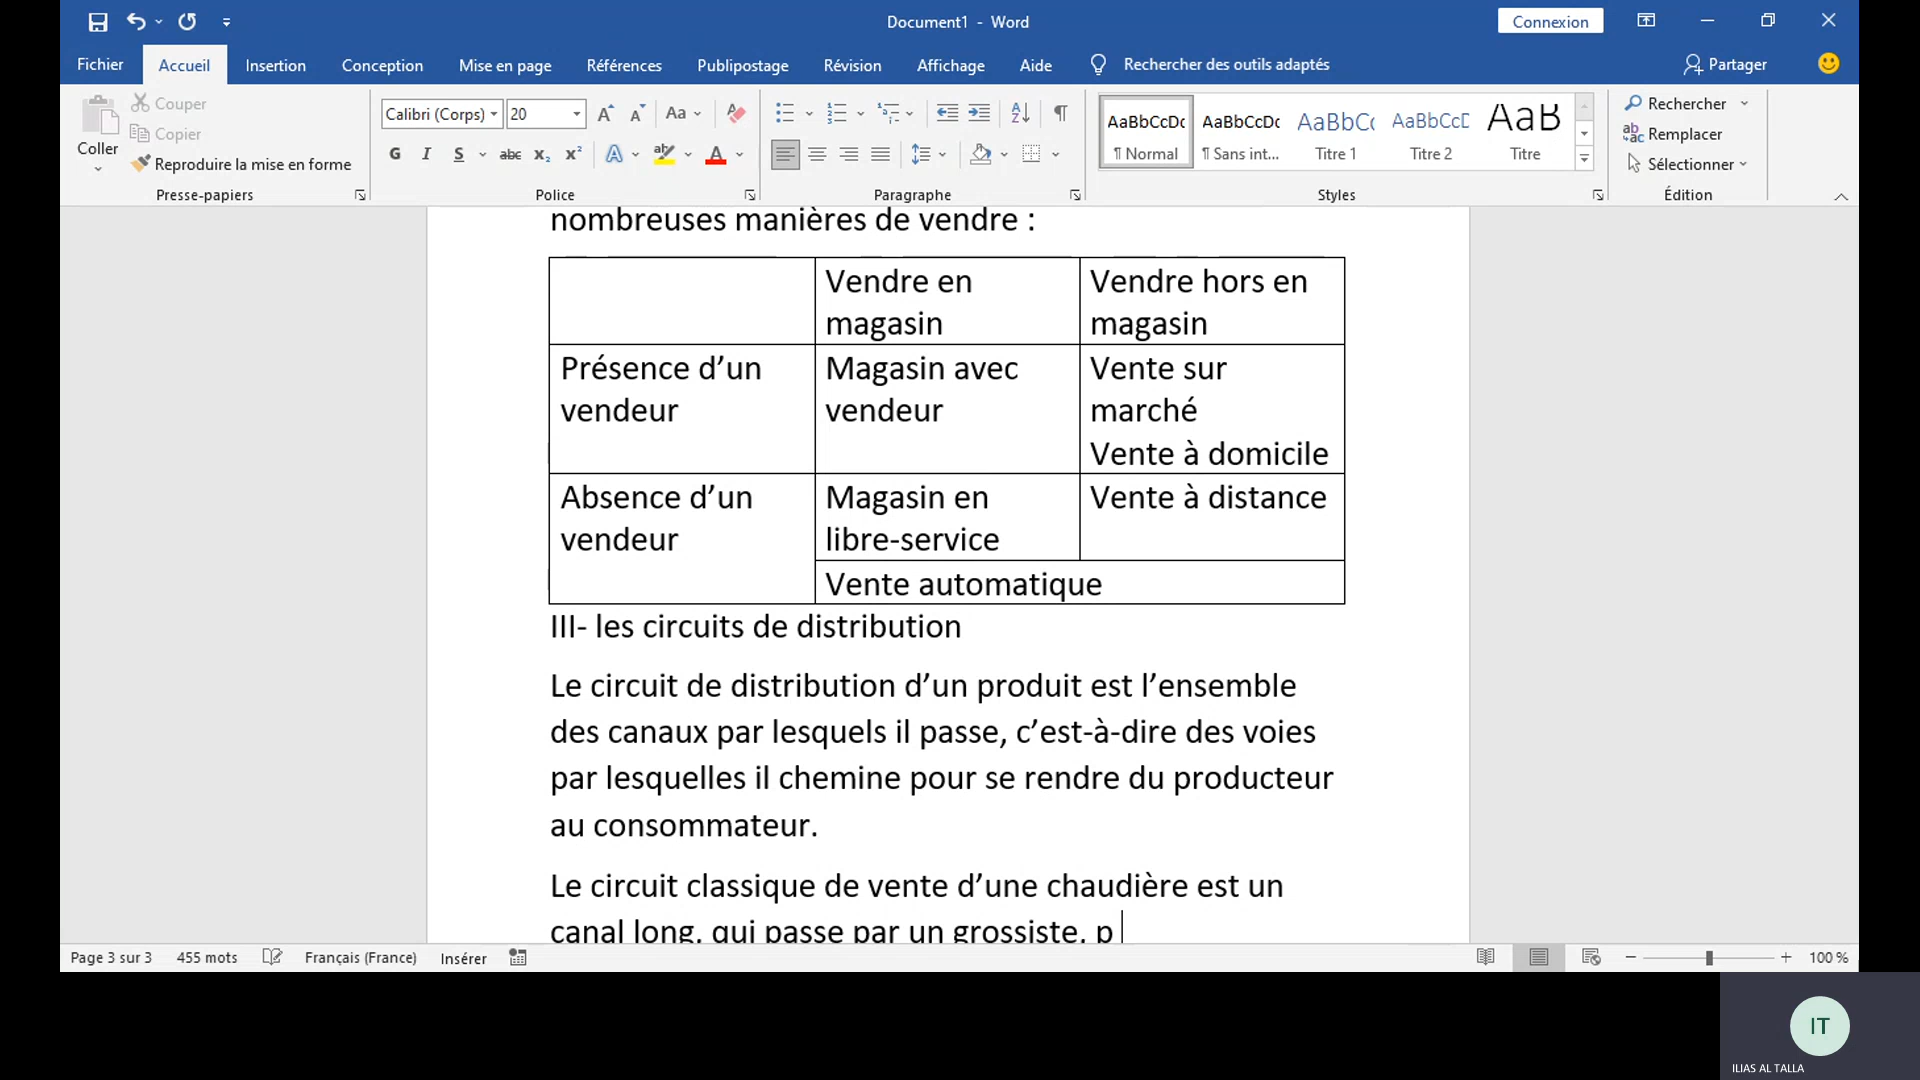 Document1 - Word
Connexion
Fichier Accueil Insertion Conception Mise en page Références Publipostage Révision Affichage Aide Rechercher des outils adaptés Partager
Coller
Couper
Copier
Reproduire la mise en forme
Presse-papiers
Calibri (Corps) 20 Aa
G I S abc x₂ x² A A
Police
Paragraphe
AaBbCcDc AaBbCcDc AaBbCc AaBbCcD AaB
¶ Normal ¶ Sans int... Titre 1 Titre 2 Titre
Styles
Rechercher
Remplacer
Sélectionner
Édition
nombreuses manières de vendre :
Vendre en
magasin
Vendre hors en
magasin
Présence d’un
vendeur
Magasin avec
vendeur
Vente sur
marché
Vente à domicile
Absence d’un
vendeur
Magasin en
libre-service
Vente à distance
Vente automatique
III- les circuits de distribution
Le circuit de distribution d’un produit est l’ensemble
des canaux par lesquels il passe, c’est-à-dire des voies
par lesquelles il chemine pour se rendre du producteur
au consommateur.
Le circuit classique de vente d’une chaudière est un
canal long, qui passe par un grossiste, p
Page 3 sur 3 455 mots Français (France) Insérer 100 %
IT
ILIAS AL TALLA